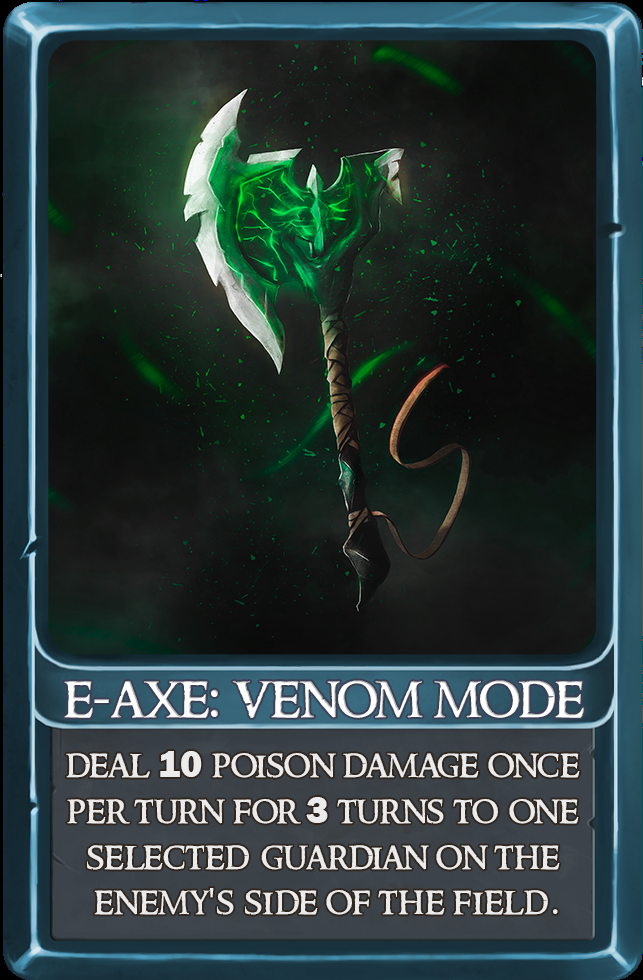 E-AXE: VENOM MODE
DEAL 10 POISON DAMAGE ONCE
PER TURN FOR 3 TURNS TO ONE
SELECTED GUARDIAN ON THE
ENEMY'S SIDE OF THE FIELD.